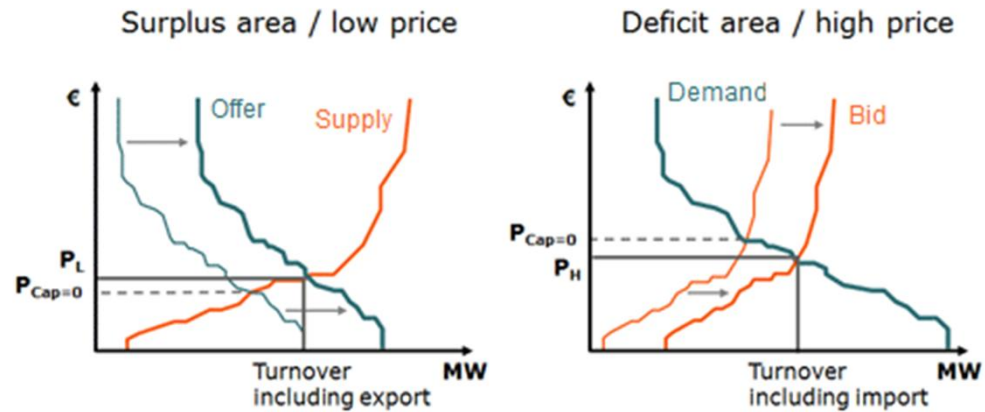 Surplus area / low price
€
Offer
Supply
P_L
P_Cap=0
Turnover
including export
MW
Deficit area / high price
€
Demand
Bid
P_Cap=0
P_H
Turnover
including import
MW